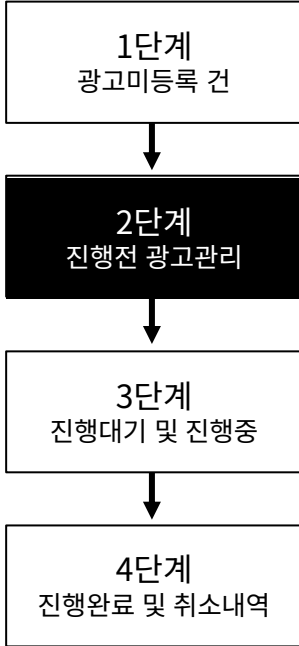 1단계
광고미등록 건
2단계
진행전 광고관리
3단계
진행대기 및 진행중
4단계
진행완료 및 취소내역